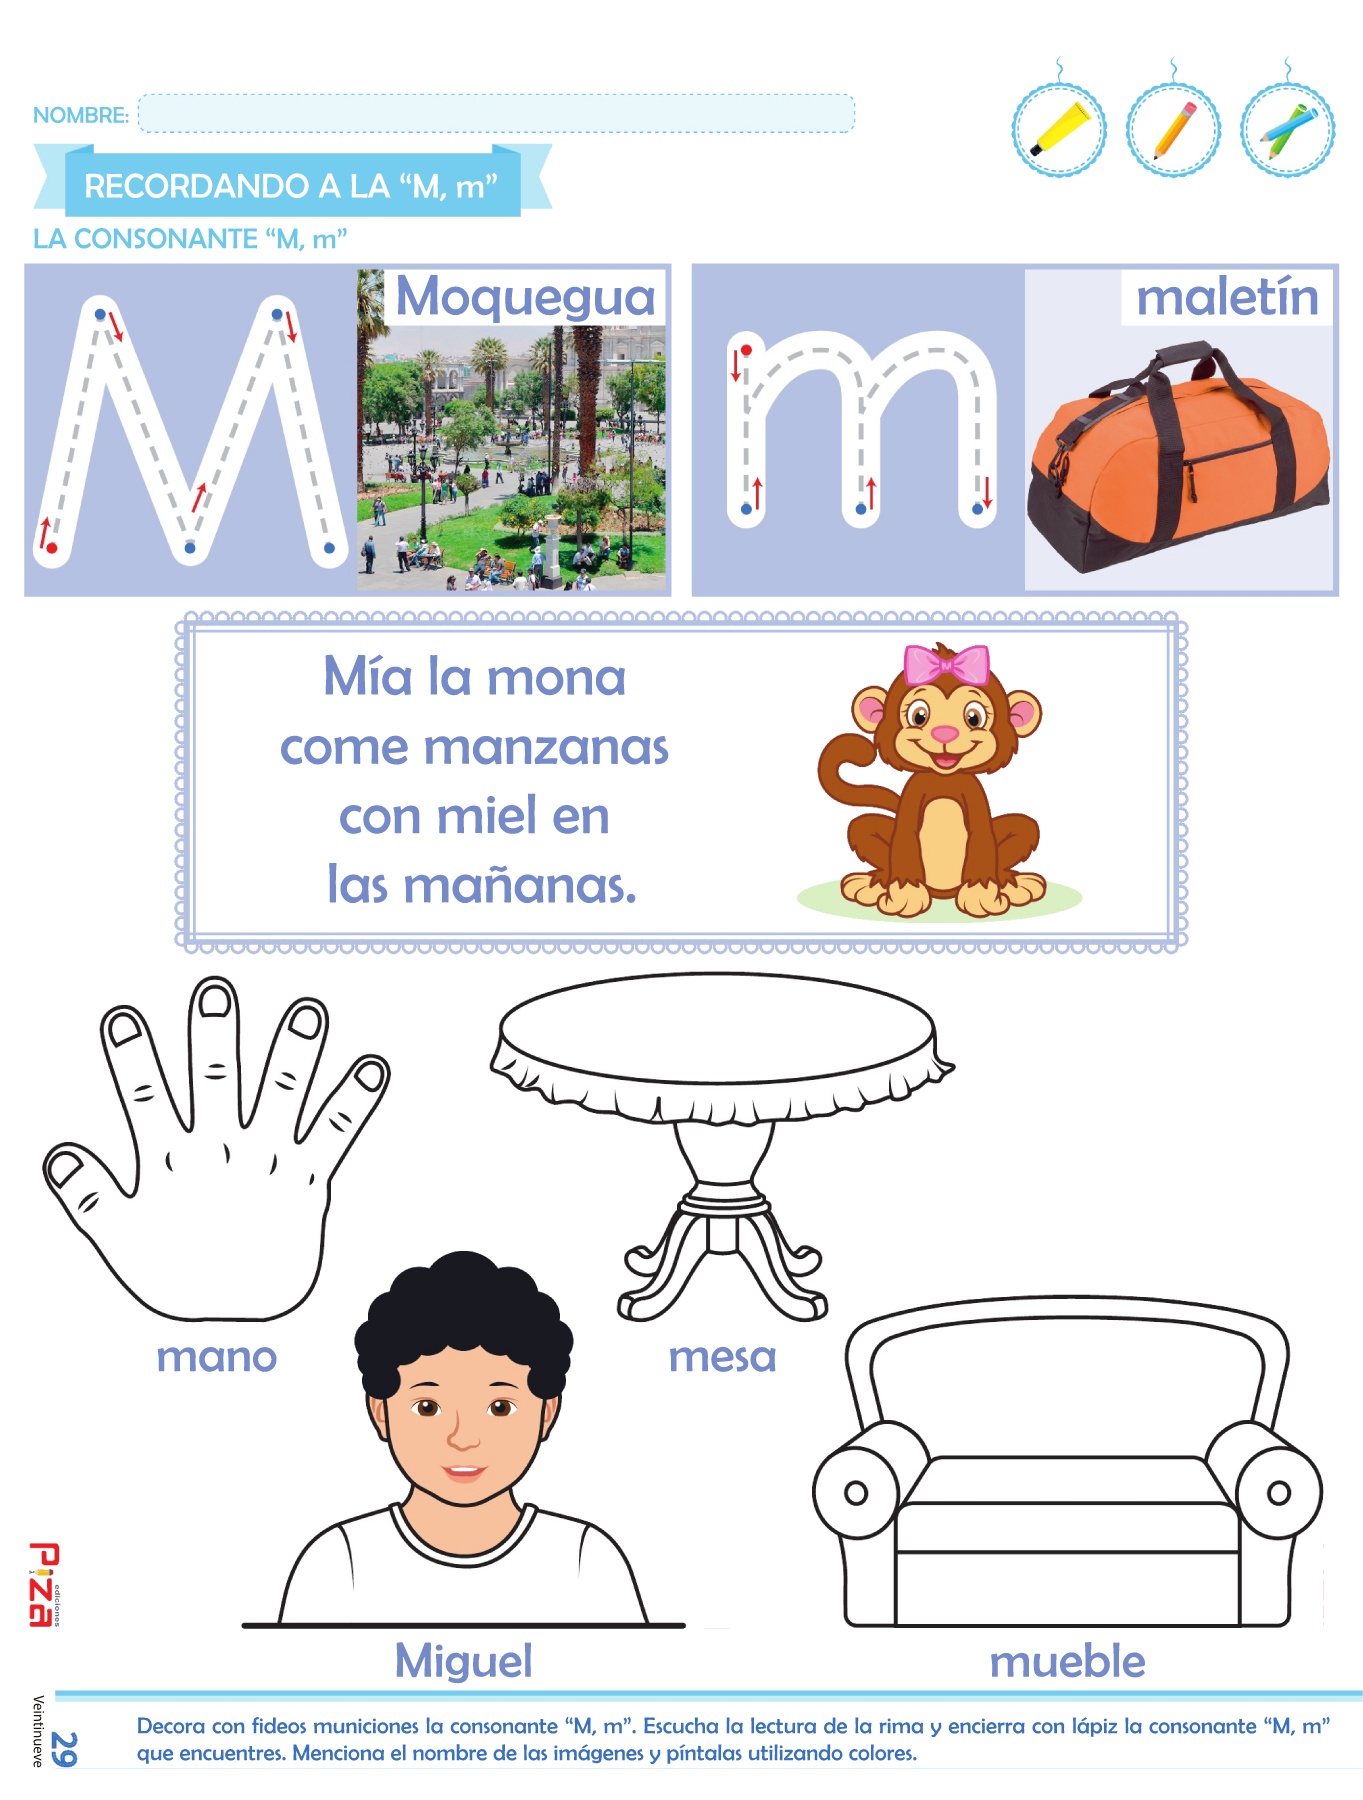 NOMBRE:
RECORDANDO A LA “M, m”
LA CONSONANTE “M, m”
M
Moquegua
m
maletín
Mía la mona
come manzanas
con miel en
las mañanas.
M
mano
mesa
Miguel
mueble
Piza
ediciones
Veintinueve
29
Decora con fideos municiones la consonante “M, m”. Escucha la lectura de la rima y encierra con lápiz la consonante “M, m”
que encuentres. Menciona el nombre de las imágenes y píntalas utilizando colores.